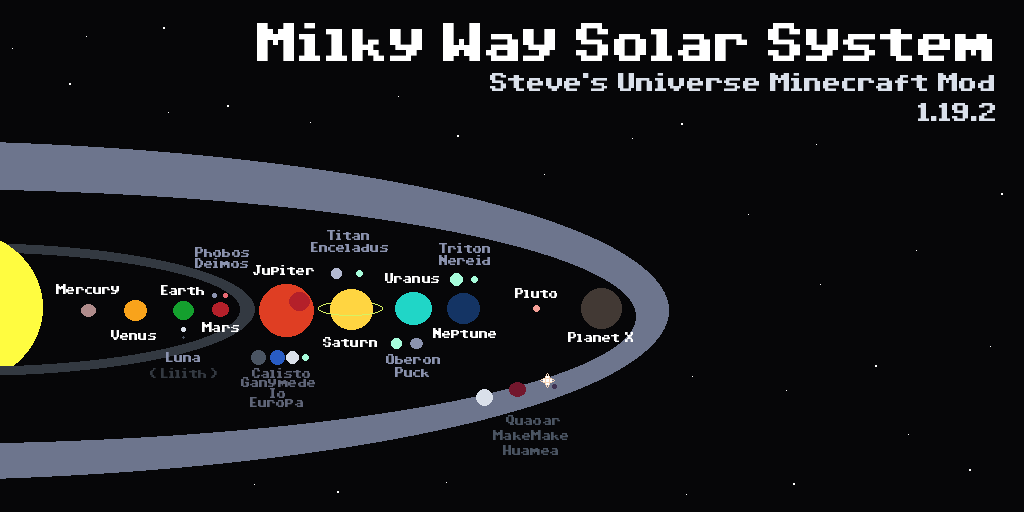 Milky Way Solar System
Steve's Universe Minecraft Mod
1.19.2
Titan
Enceladus
Phobos
Deimos
Triton
Nereid
Jupiter
Uranus
Mercury
Earth
Pluto
Mars
Venus
Saturn
Neptune
Planet X
Luna
(Lilith)
Oberon
Puck
Calisto
Ganymede
Io
Europa
Quaoar
MakeMake
Huamea